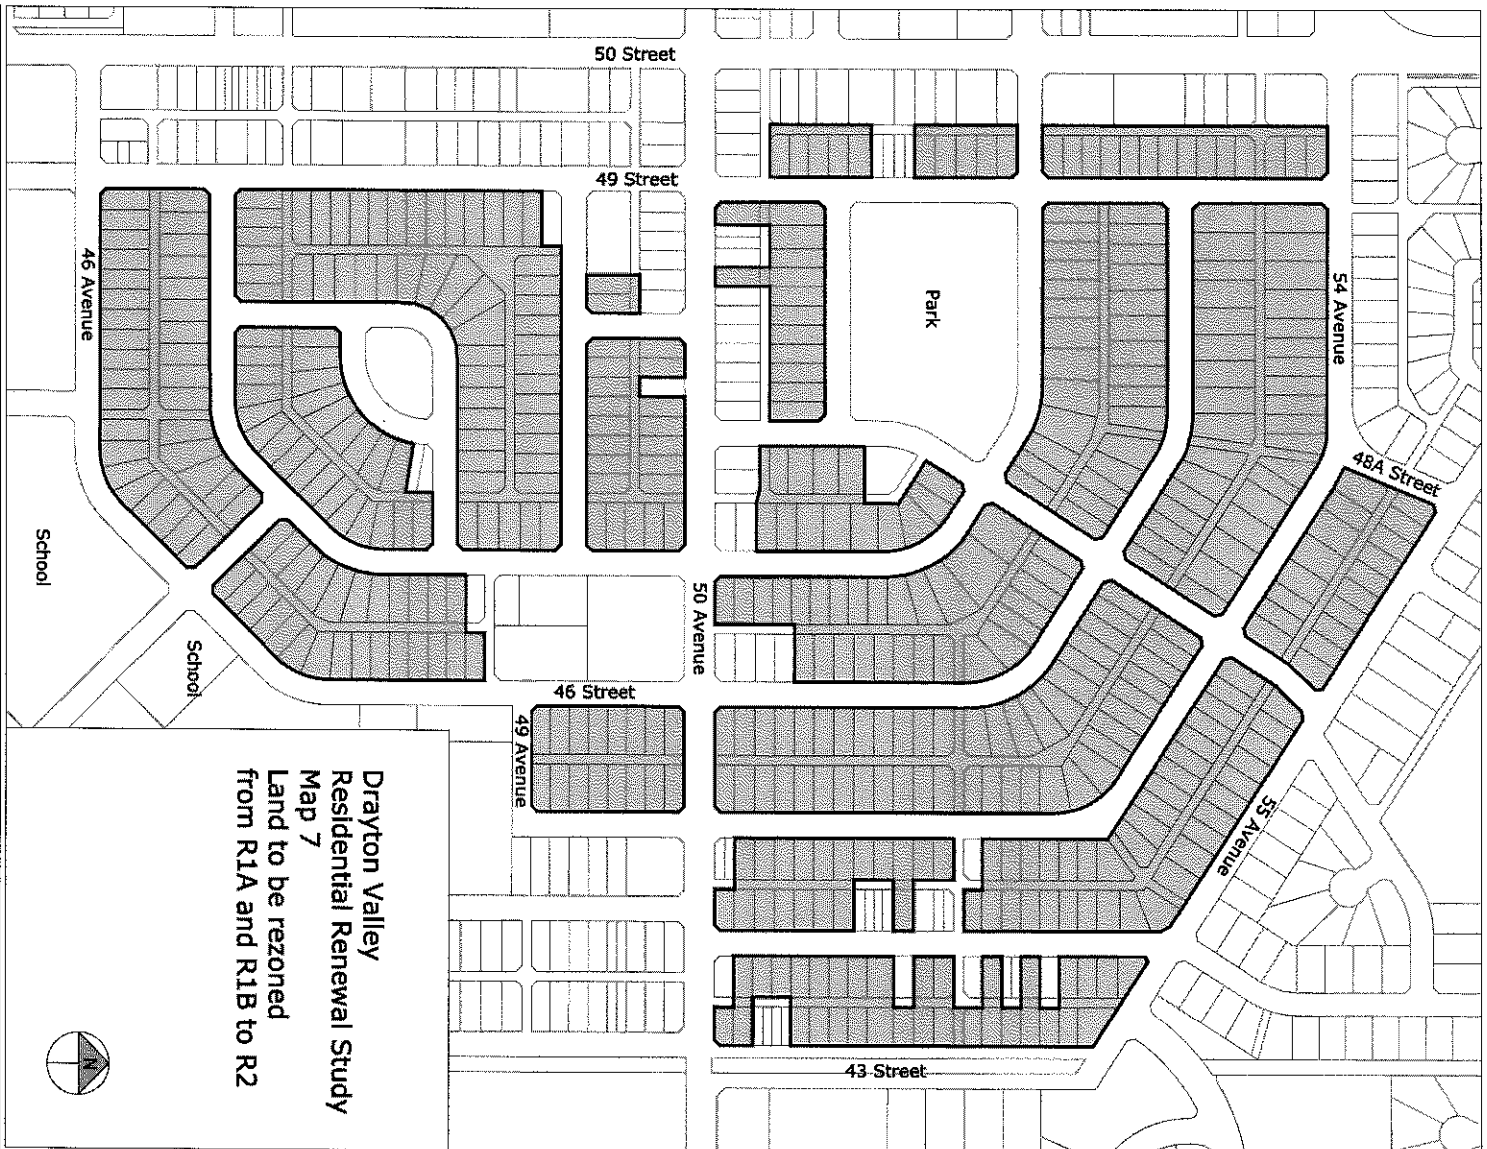 50 Street
49 Street
46 Avenue
Park
54 Avenue
48A Street
School
School
50 Avenue
46 Street
49 Avenue
55 Avenue
43 Street
Drayton Valley
Residential Renewal Study
Map 7
Land to be rezoned
from R1A and R1B to R2
N